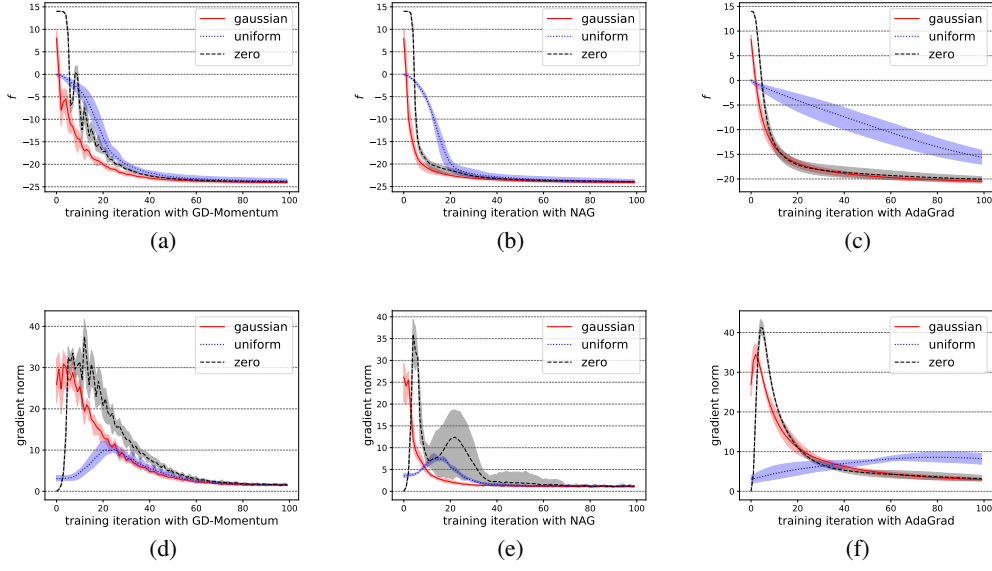 15
10
5
0
−5
−10
−15
−20
−25
f
gaussian
uniform
zero
0 20 40 60 80 100
training iteration with GD-Momentum
(a)
15
10
5
0
−5
−10
−15
−20
−25
f
gaussian
uniform
zero
0 20 40 60 80 100
training iteration with NAG
(b)
15
10
5
0
−5
−10
−15
−20
f
gaussian
uniform
zero
0 20 40 60 80 100
training iteration with AdaGrad
(c)
40
30
20
10
0
gradient norm
gaussian
uniform
zero
0 20 40 60 80 100
training iteration with GD-Momentum
(d)
40
35
30
25
20
15
10
5
0
gradient norm
gaussian
uniform
zero
0 20 40 60 80 100
training iteration with NAG
(e)
40
30
20
10
0
gradient norm
gaussian
uniform
zero
0 20 40 60 80 100
training iteration with AdaGrad
(f)